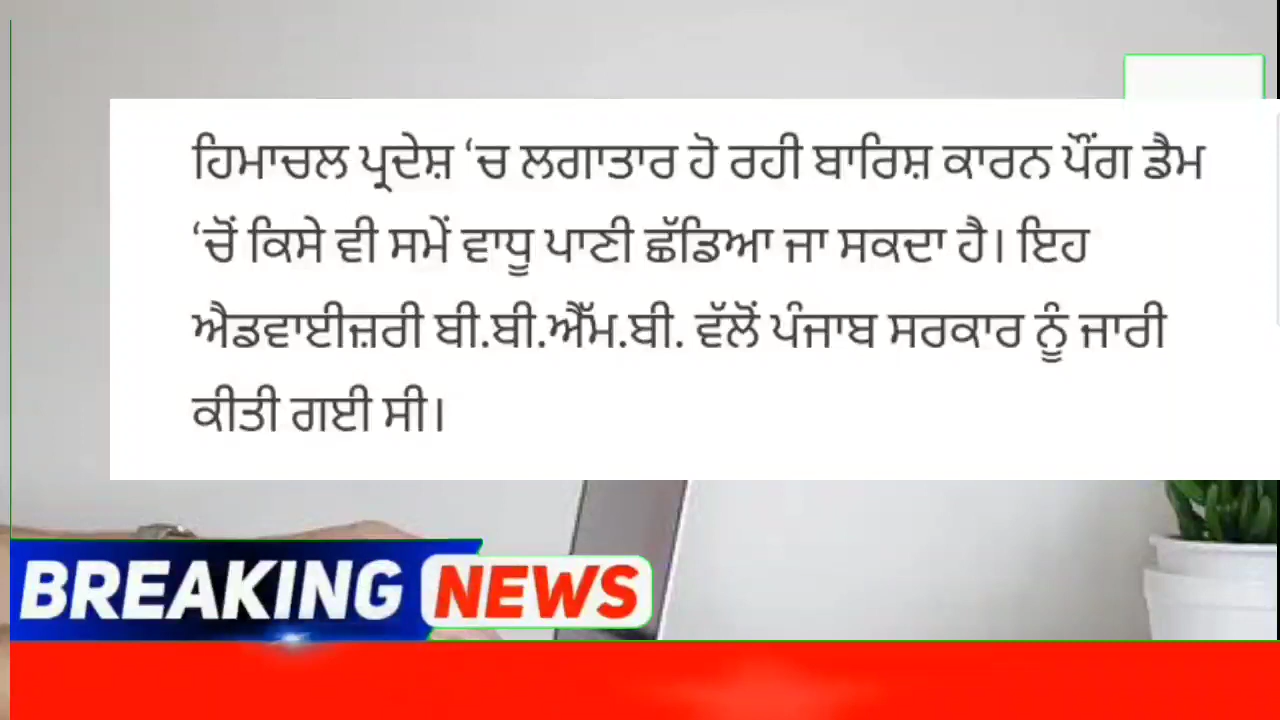 ਹਿਮਾਚਲ ਪ੍ਰਦੇਸ਼ ‘ਚ ਲਗਾਤਾਰ ਹੋ ਰਹੀ ਬਾਰਿਸ਼ ਕਾਰਨ ਪੌਂਗ ਡੈਮ
‘ਚੋਂ ਕਿਸੇ ਵੀ ਸਮੇਂ ਵਾਧੂ ਪਾਣੀ ਛੱਡਿਆ ਜਾ ਸਕਦਾ ਹੈ। ਇਹ
ਐਡਵਾਈਜ਼ਰੀ ਬੀ.ਬੀ.ਐੱਮ.ਬੀ. ਵੱਲੋਂ ਪੰਜਾਬ ਸਰਕਾਰ ਨੂੰ ਜਾਰੀ
ਕੀਤੀ ਗਈ ਸੀ।
BREAKING NEWS